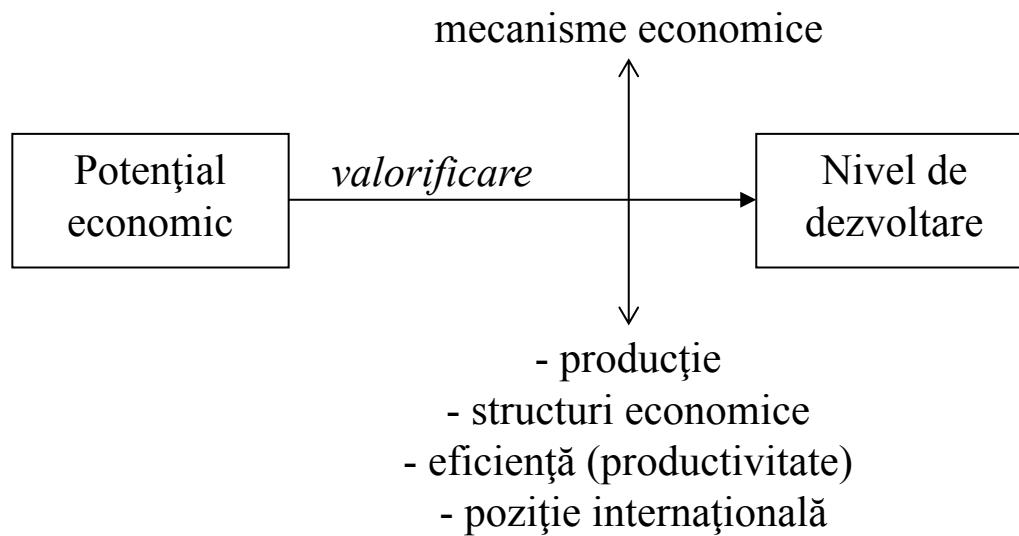 mecanisme economice
Potenţial
economic
valorificare
Nivel de
dezvoltare
- producţie
- structuri economice
- eficienţă (productivitate)
- poziţie internaţională